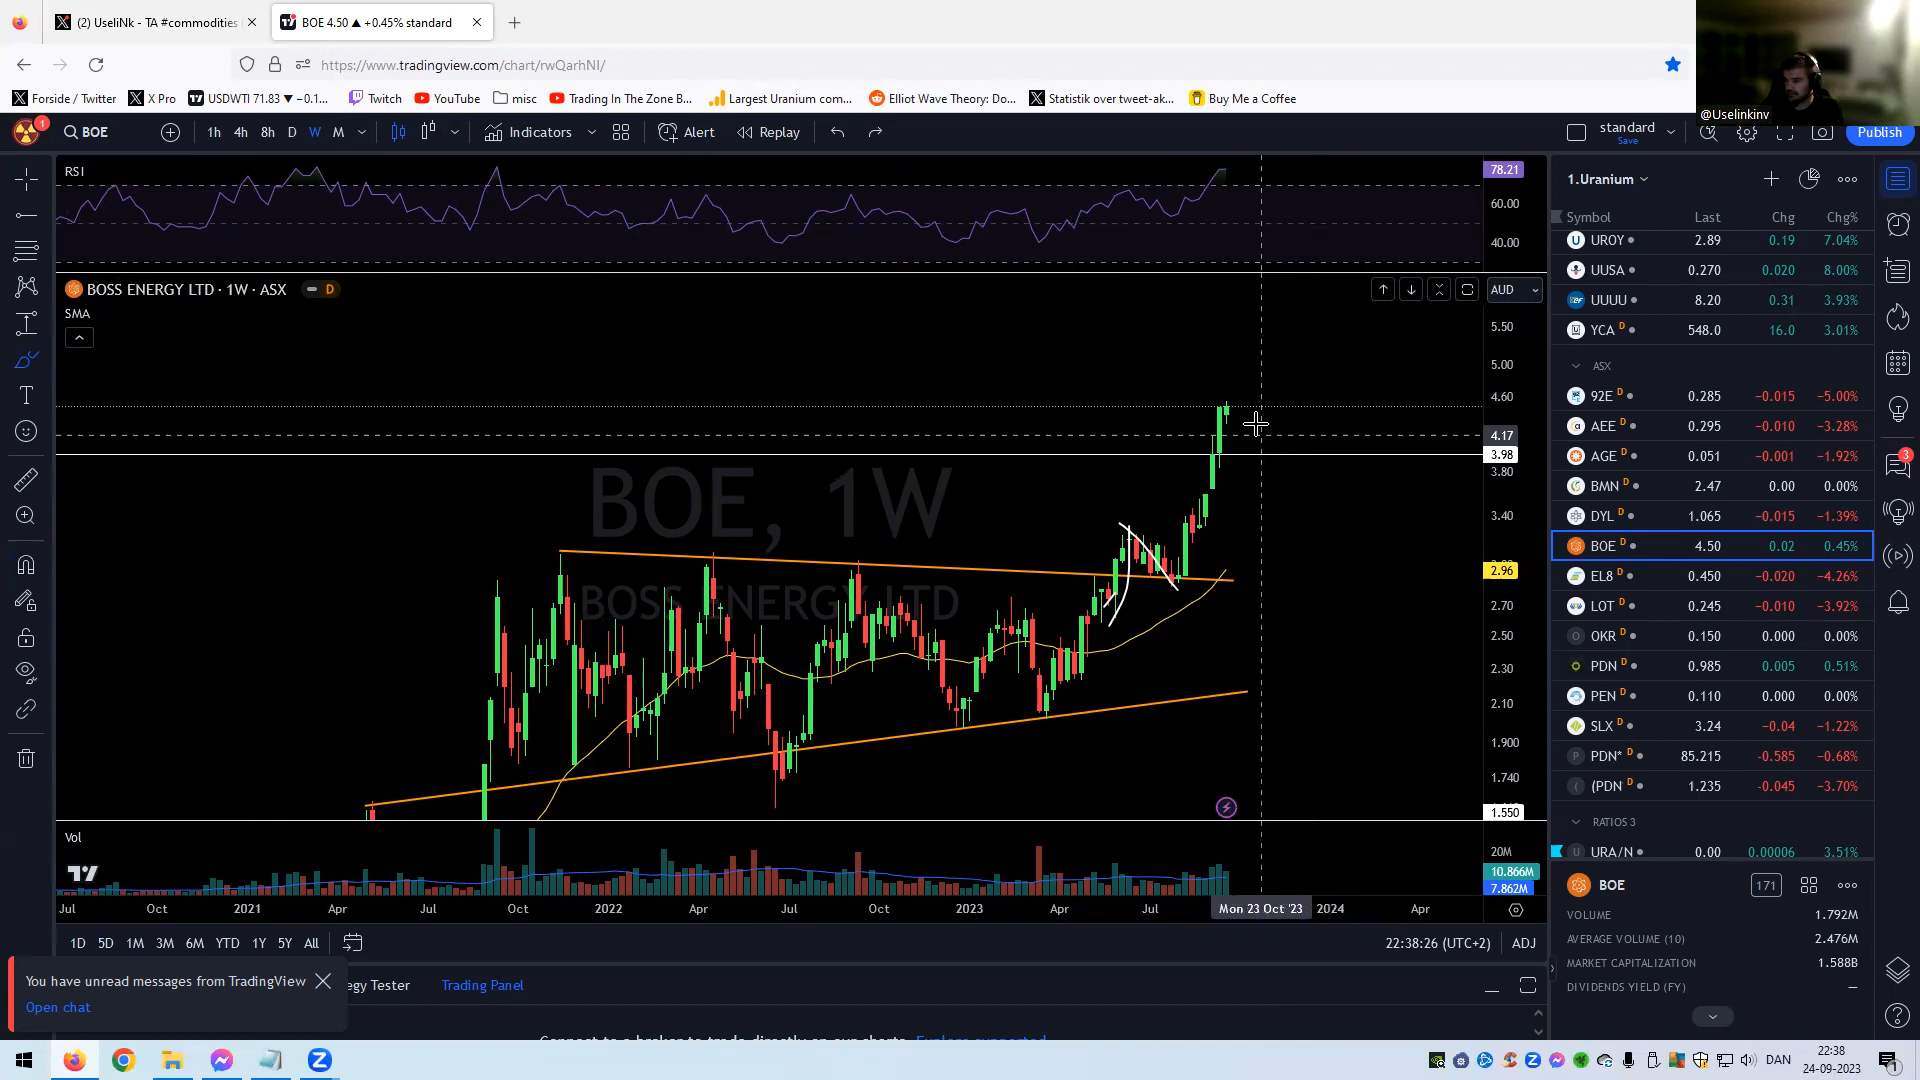 (2) UseliNk - TA #commodities
BOE 4.50 ▲ +0.45% standard
https://www.tradingview.com/chart/rwQarhNI/
Forside / Twitter
X Pro
USDWTI 71.83 ▼ −0.1...
Twitch
YouTube
misc
Trading In The Zone B...
Largest Uranium com...
Elliot Wave Theory: Do...
Statistik over tweet-ak...
Buy Me a Coffee
@Uselinkinv
1
BOE
1h 4h 8h D W M
Indicators
Alert
Replay
standard
Save
Publish
RSI
78.21
60.00
40.00
BOSS ENERGY LTD · 1W · ASX
D
SMA
AUD
BOE, 1W
BOSS ENERGY LTD
5.50
5.00
4.60
4.17
3.98
3.80
3.40
2.96
2.70
2.50
2.30
2.10
1.900
1.740
1.550
Vol
20M
10.866M
7.862M
Jul Oct 2021 Apr Jul Oct 2022 Apr Jul Oct 2023 Apr Jul Mon 23 Oct '23 2024 Apr
1D 5D 1M 3M 6M YTD 1Y 5Y All
22:38:26 (UTC+2) ADJ
You have unread messages from TradingView
Open chat
egy Tester
Trading Panel
1.Uranium
Symbol Last Chg Chg%
UROY 2.89 0.19 7.04%
UUSA 0.270 0.020 8.00%
UUUU 8.20 0.31 3.93%
YCA D 548.0 16.0 3.01%
ASX
92E D 0.285 −0.015 −5.00%
AEE D 0.295 −0.010 −3.28%
AGE D 0.051 −0.001 −1.92%
BMN D 2.47 0.00 0.00%
DYL D 1.065 −0.015 −1.39%
BOE D 4.50 0.02 0.45%
EL8 D 0.450 −0.020 −4.26%
LOT D 0.245 −0.010 −3.92%
OKR D 0.150 0.000 0.00%
PDN D 0.985 0.005 0.51%
PEN D 0.110 0.000 0.00%
SLX D 3.24 −0.04 −1.22%
PDN* D 85.215 −0.585 −0.68%
(PDN D 1.235 −0.045 −3.70%
RATIOS 3
URA/N 0.00 0.00006 3.51%
BOE
171
VOLUME 1.792M
AVERAGE VOLUME (10) 2.476M
MARKET CAPITALIZATION 1.588B
DIVIDENDS YIELD (FY) —
3
DAN
22:38
24-09-2023
1